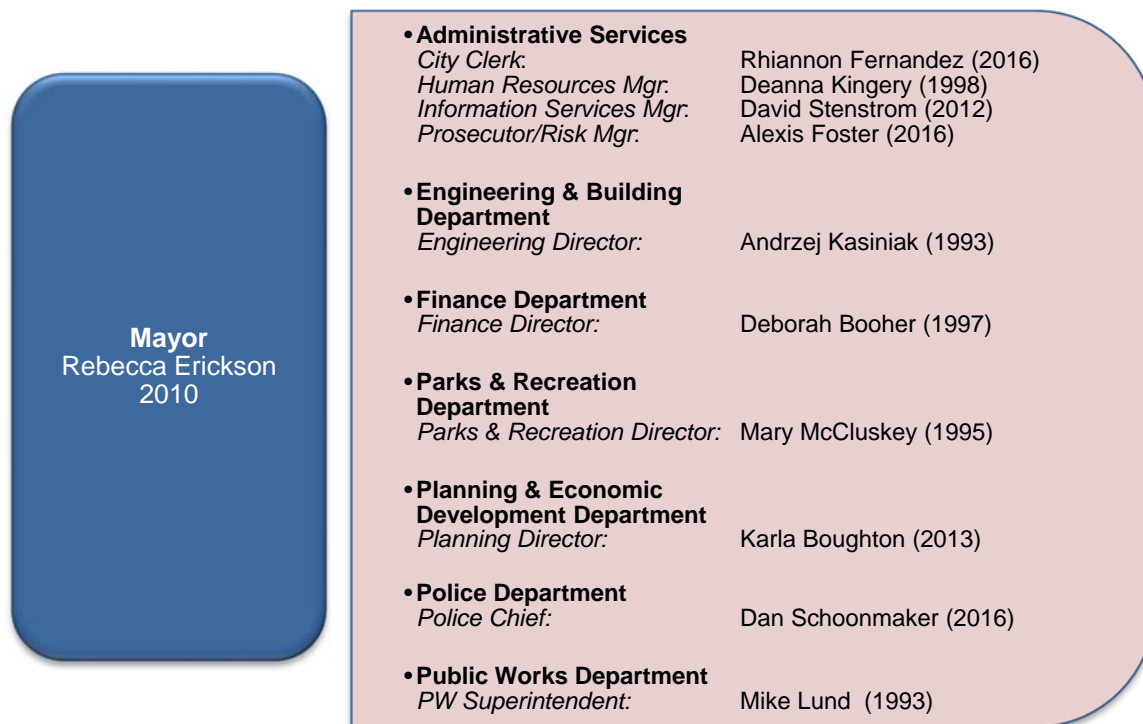 Mayor
Rebecca Erickson
2010
•Administrative Services
City Clerk: Rhiannon Fernandez (2016)
Human Resources Mgr: Deanna Kingery (1998)
Information Services Mgr: David Stenstrom (2012)
Prosecutor/Risk Mgr: Alexis Foster (2016)
•Engineering & Building
Department
Engineering Director: Andrzej Kasiniak (1993)
•Finance Department
Finance Director: Deborah Booher (1997)
•Parks & Recreation
Department
Parks & Recreation Director: Mary McCluskey (1995)
•Planning & Economic
Development Department
Planning Director: Karla Boughton (2013)
•Police Department
Police Chief: Dan Schoonmaker (2016)
•Public Works Department
PW Superintendent: Mike Lund (1993)